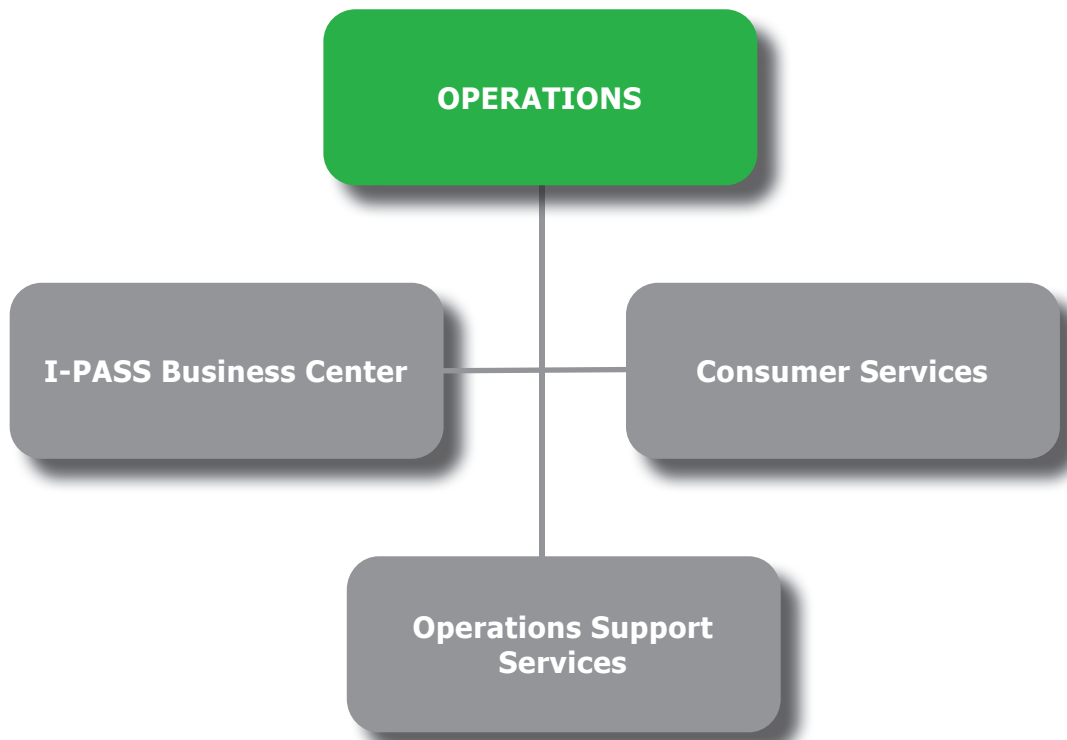 OPERATIONS
I-PASS Business Center
Consumer Services
Operations Support
Services